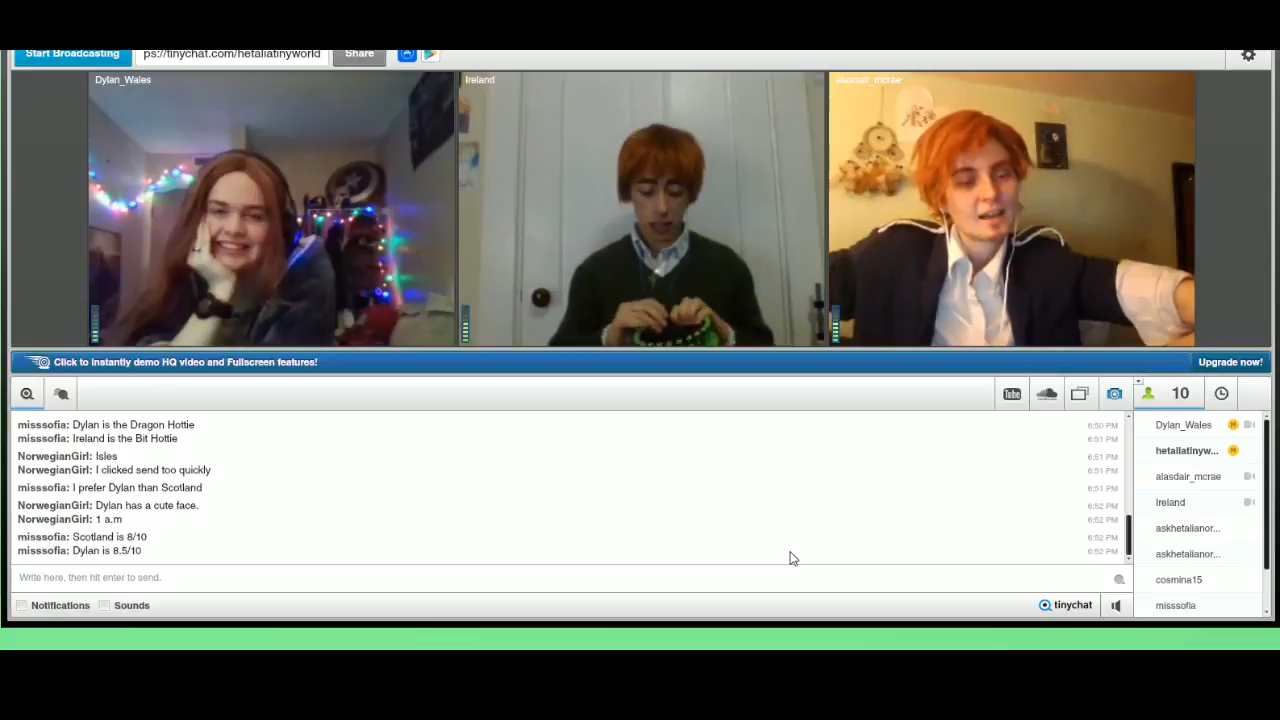 Start Broadcasting
ps://tinychat.com/hetaliatinyworld
Share
Dylan_Wales
Ireland
alasdair_mcrae
Click to instantly demo HQ video and Fullscreen features!
Upgrade now!
You Tube
10
misssofia: Dylan is the Dragon Hottie 6:50 PM
misssofia: Ireland is the Bit Hottie 6:51 PM
NorwegianGirl: Isles 6:51 PM
NorwegianGirl: I clicked send too quickly 6:51 PM
misssofia: I prefer Dylan than Scotland 6:51 PM
NorwegianGirl: Dylan has a cute face. 6:52 PM
NorwegianGirl: 1 a.m 6:52 PM
misssofia: Scotland is 8/10 6:52 PM
misssofia: Dylan is 8.5/10 6:52 PM
Dylan_Wales M
hetaliatinyw... M
alasdair_mcrae
Ireland
askhetalianor...
askhetalianor...
cosmina15
misssofia
Write here, then hit enter to send.
Notifications
Sounds
tinychat